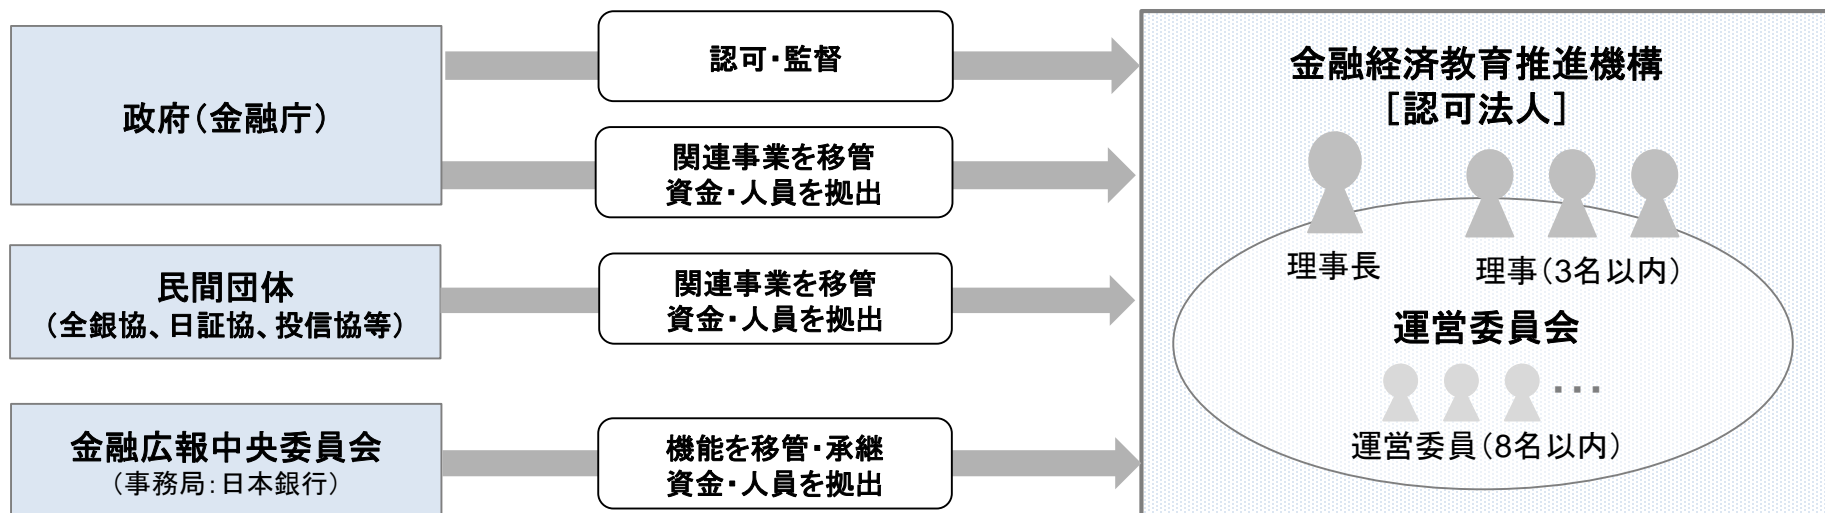 政府（金融庁）
認可・監督
関連事業を移管
資金・人員を拠出
民間団体
（全銀協、日証協、投信協等）
関連事業を移管
資金・人員を拠出
金融広報中央委員会
（事務局：日本銀行）
機能を移管・承継
資金・人員を拠出
金融経済教育推進機構
［認可法人］
理事長
理事（3名以内）
運営委員会
…
運営委員（8名以内）